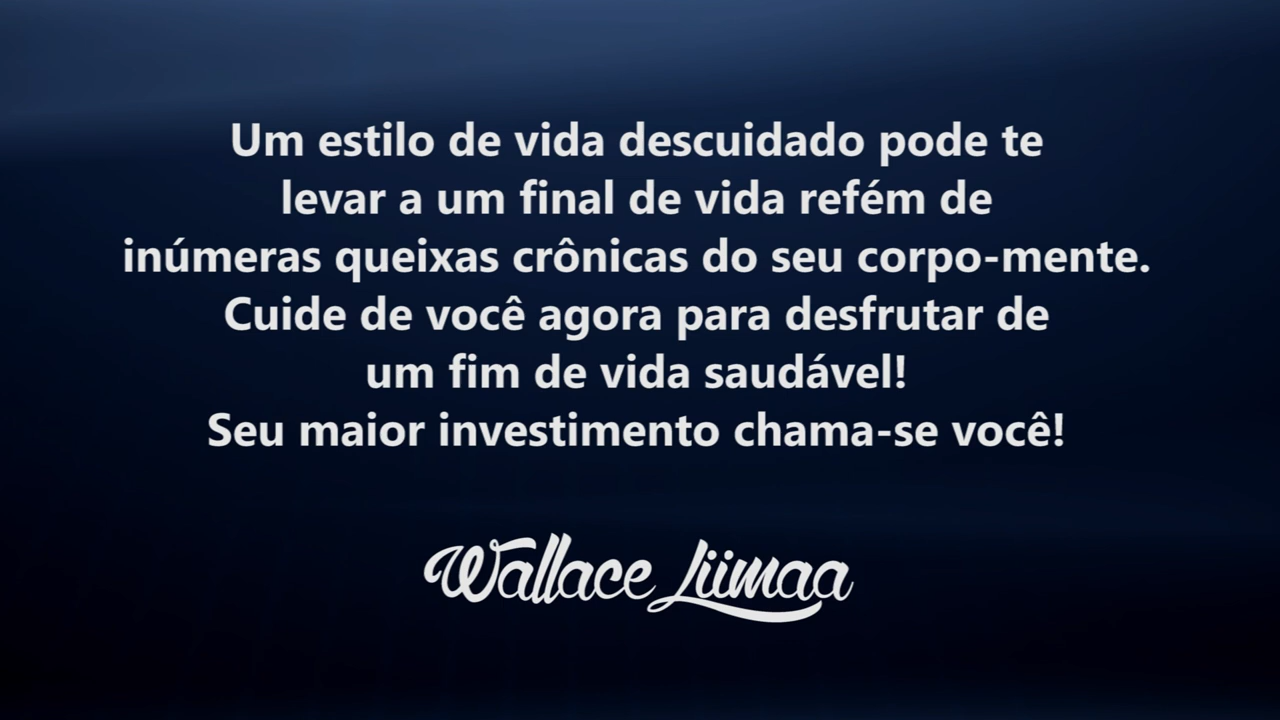 Um estilo de vida descuidado pode te
levar a um final de vida refém de
inúmeras queixas crônicas do seu corpo-mente.
Cuide de você agora para desfrutar de
um fim de vida saudável!
Seu maior investimento chama-se você!
Wallace Liimaa